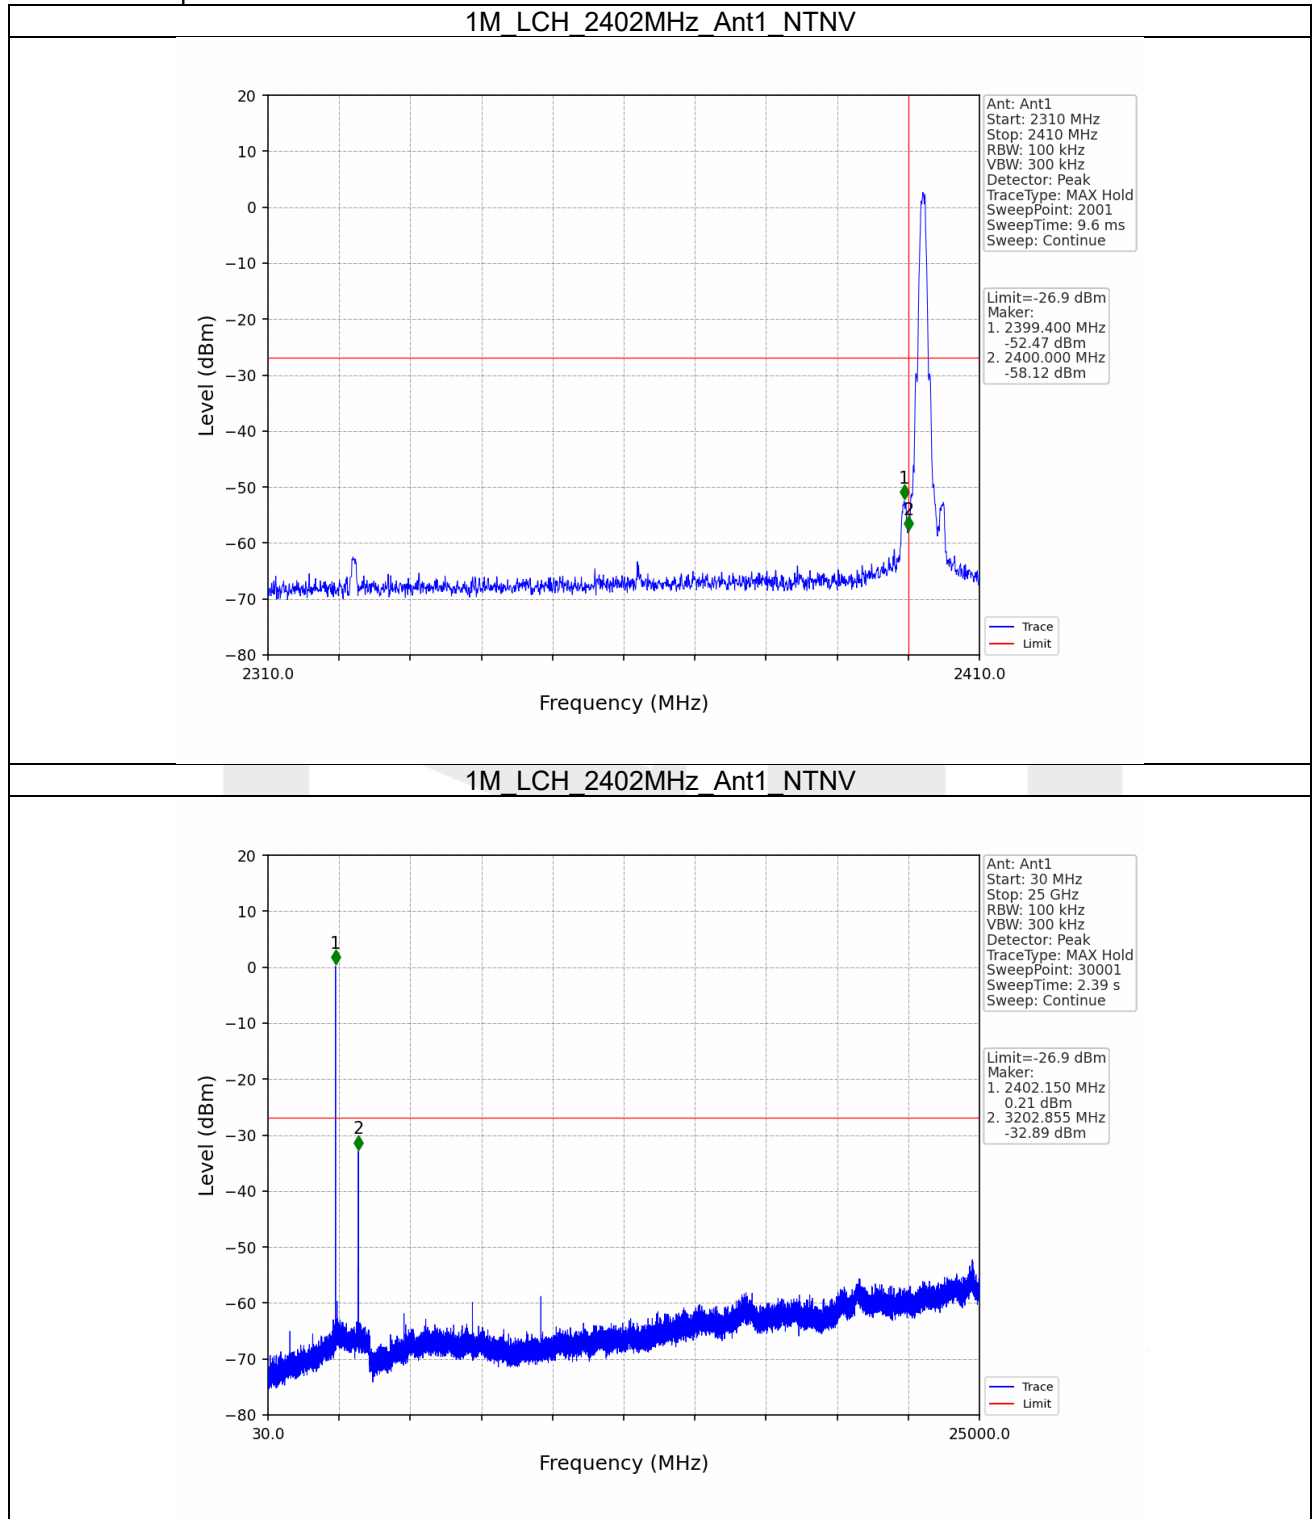 1M_LCH_2402MHz_Ant1_NTNV
20
10
0
−10
−20
−30
−40
−50
−60
−70
−80
Level (dBm)
1
2
2310.0
2410.0
Frequency (MHz)
Ant: Ant1
Start: 2310 MHz
Stop: 2410 MHz
RBW: 100 kHz
VBW: 300 kHz
Detector: Peak
TraceType: MAX Hold
SweepPoint: 2001
SweepTime: 9.6 ms
Sweep: Continue
Limit=-26.9 dBm
Maker:
1. 2399.400 MHz
-52.47 dBm
2. 2400.000 MHz
-58.12 dBm
Trace
Limit
1M_LCH_2402MHz_Ant1_NTNV
20
10
0
−10
−20
−30
−40
−50
−60
−70
−80
Level (dBm)
1
2
30.0
25000.0
Frequency (MHz)
Ant: Ant1
Start: 30 MHz
Stop: 25 GHz
RBW: 100 kHz
VBW: 300 kHz
Detector: Peak
TraceType: MAX Hold
SweepPoint: 30001
SweepTime: 2.39 s
Sweep: Continue
Limit=-26.9 dBm
Maker:
1. 2402.150 MHz
0.21 dBm
2. 3202.855 MHz
-32.89 dBm
Trace
Limit